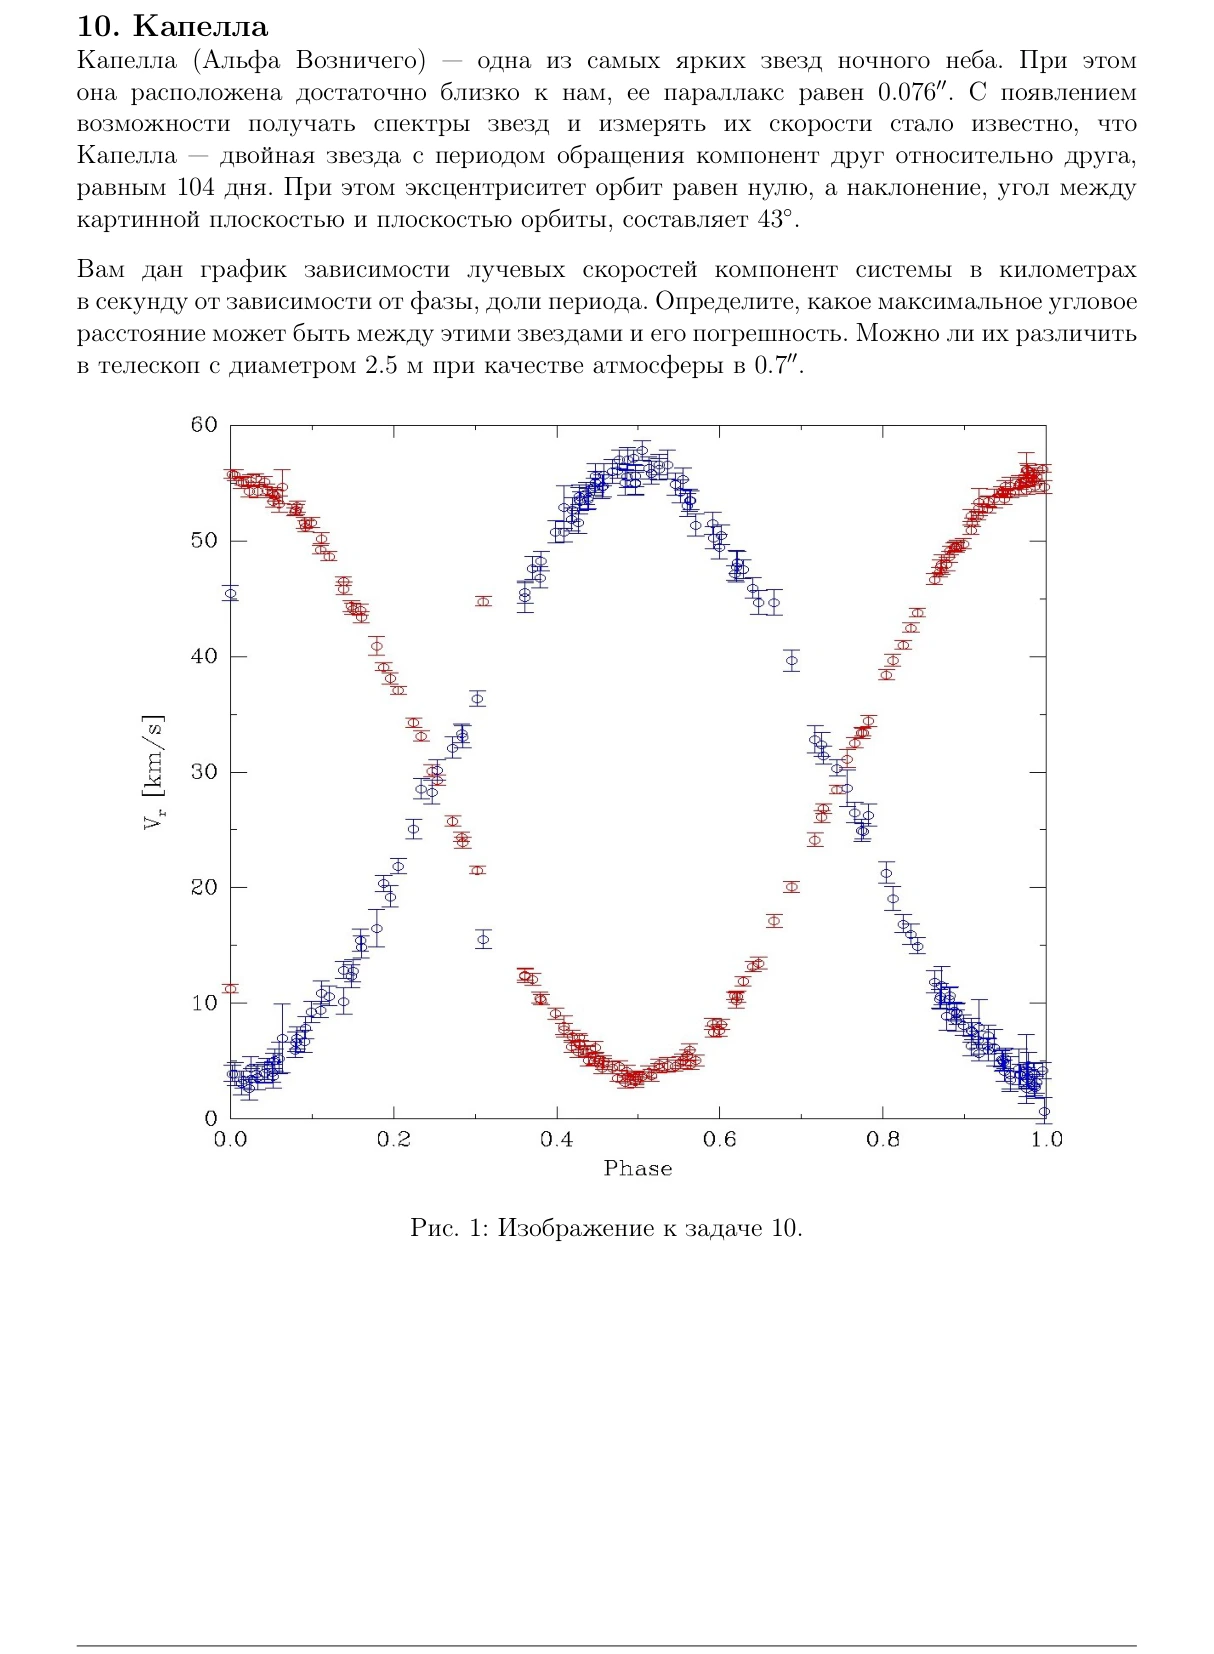 10. Капелла
Капелла (Альфа Возничего) — одна из самых ярких звезд ночного неба. При этом
она расположена достаточно близко к нам, ее параллакс равен 0.076″. С появлением
возможности получать спектры звезд и измерять их скорости стало известно, что
Капелла — двойная звезда с периодом обращения компонент друг относительно друга,
равным 104 дня. При этом эксцентриситет орбит равен нулю, а наклонение, угол между
картинной плоскостью и плоскостью орбиты, составляет 43°.
Вам дан график зависимости лучевых скоростей компонент системы в километрах
в секунду от зависимости от фазы, доли периода. Определите, какое максимальное угловое
расстояние может быть между этими звездами и его погрешность. Можно ли их различить
в телескоп с диаметром 2.5 м при качестве атмосферы в 0.7″.
60
50
40
30
20
10
0
V_r [km/s]
0.0 0.2 0.4 0.6 0.8 1.0
Phase
Рис. 1: Изображение к задаче 10.